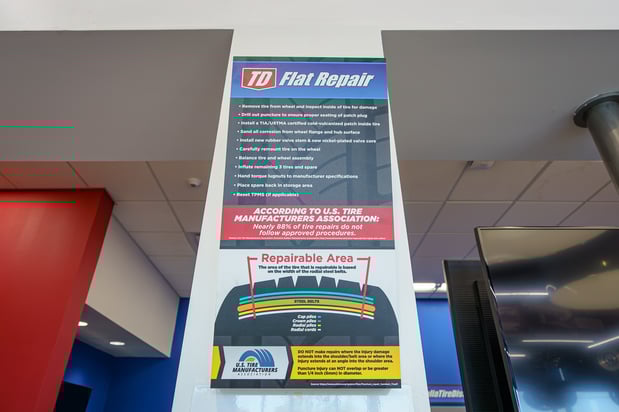 TD Flat Repair
• Remove tire from wheel and inspect inside of tire for damage
• Drill out puncture to ensure proper seating of patch plug
• Install a TIA/USTMA certified cold-vulcanized patch inside tire
• Sand all corrosion from wheel flange and hub surface
• Install new rubber valve stem & new nickel-plated valve core
• Carefully remount tire on the wheel
• Balance tire and wheel assembly
• Inflate remaining 3 tires and spare
• Hand torque lugnuts to manufacturer specifications
• Place spare back in storage area
• Reset TPMS (if applicable)
ACCORDING TO U.S. TIRE
MANUFACTURERS ASSOCIATION:
Nearly 88% of tire repairs do not
follow approved procedures.
Repairable Area
The area of the tire that is repairable is based
on the width of the radial steel belts.
STEEL BELTS
Cap plies
Crown plies
Radial plies
Radial cords
U.S. TIRE
MANUFACTURERS
ASSOCIATION
DO NOT make repairs where the injury damage
extends into the shoulder/belt area or where the
injury extends at an angle into the shoulder area.
Puncture injury CAN NOT overlap or be greater
than 1/4 inch (6mm) in diameter.